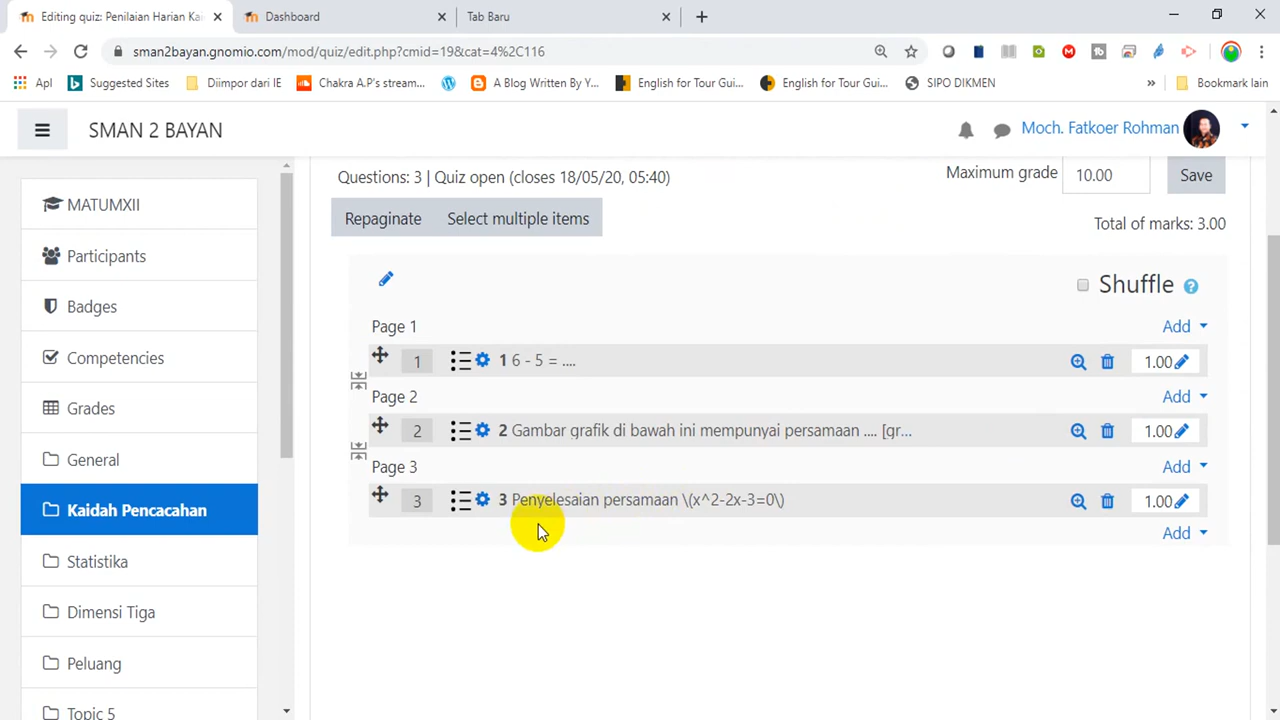 Editing quiz: Penilaian Harian Kai
Dashboard
Tab Baru
sman2bayan.gnomio.com/mod/quiz/edit.php?cmid=19&cat=4%2C116
Apl
Suggested Sites
Diimpor dari IE
Chakra A.P's stream...
A Blog Written By Y...
English for Tour Gui...
English for Tour Gui...
SIPO DIKMEN
»
Bookmark lain
SMAN 2 BAYAN
Moch. Fatkoer Rohman
MATUMXII
Participants
Badges
Competencies
Grades
General
Kaidah Pencacahan
Statistika
Dimensi Tiga
Peluang
Topic 5
Questions: 3 | Quiz open (closes 18/05/20, 05:40)
Maximum grade 10.00 Save
Repaginate Select multiple items
Total of marks: 3.00
Shuffle
Page 1 Add
1 1 6 - 5 = .... 1.00
Page 2 Add
2 2 Gambar grafik di bawah ini mempunyai persamaan .... [gr... 1.00
Page 3 Add
3 3 Penyelesaian persamaan \(x^2-2x-3=0\) 1.00
Add